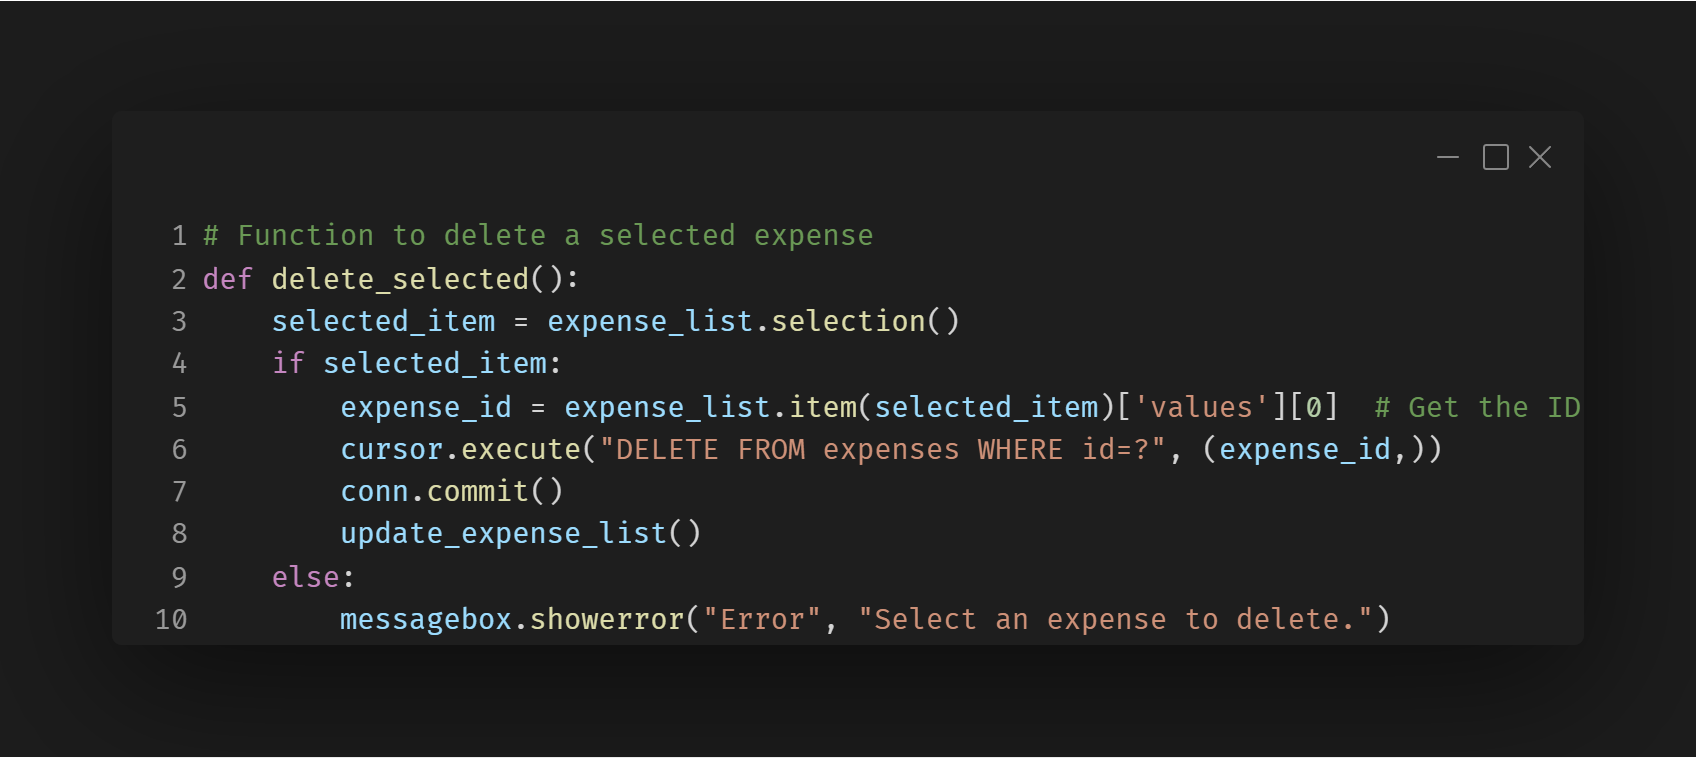 1 # Function to delete a selected expense
2 def delete_selected():
3     selected_item = expense_list.selection()
4     if selected_item:
5         expense_id = expense_list.item(selected_item)['values'][0]  # Get the ID
6         cursor.execute("DELETE FROM expenses WHERE id=?", (expense_id,))
7         conn.commit()
8         update_expense_list()
9     else:
10         messagebox.showerror("Error", "Select an expense to delete.")